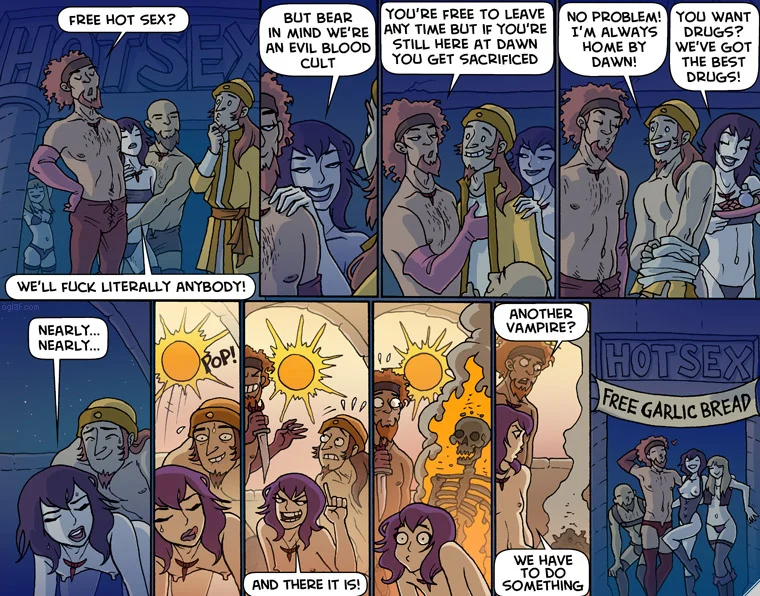 FREE HOT SEX?
HOT SEX
WE'LL FUCK LITERALLY ANYBODY!
BUT BEAR
IN MIND WE'RE
AN EVIL BLOOD
CULT
YOU'RE FREE TO LEAVE
ANY TIME BUT IF YOU'RE
STILL HERE AT DAWN
YOU GET SACRIFICED
NO PROBLEM!
I'M ALWAYS
HOME BY
DAWN!
YOU WANT
DRUGS?
WE'VE GOT
THE BEST
DRUGS!
oglaf.com
NEARLY...
NEARLY...
POP!
AND THERE IT IS!
ANOTHER
VAMPIRE?
WE HAVE
TO DO
SOMETHING
HOT SEX
FREE GARLIC BREAD